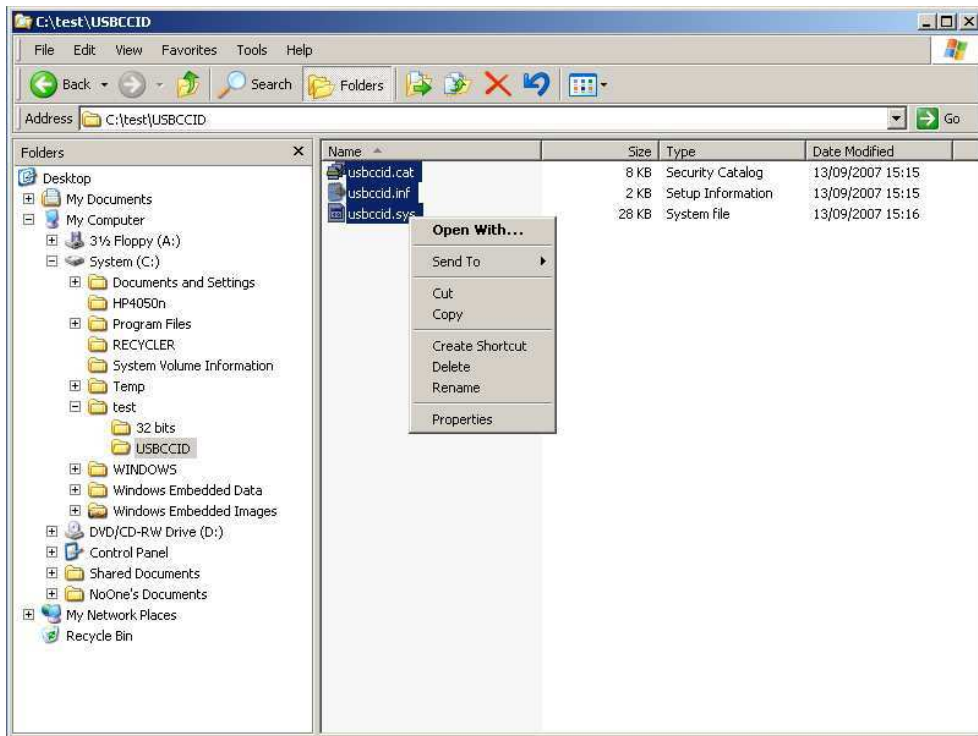 C:\test\USBCCID
File Edit View Favorites Tools Help
Back Search Folders
Address C:\test\USBCCID Go
Folders
Desktop
My Documents
My Computer
3½ Floppy (A:)
System (C:)
Documents and Settings
HP4050n
Program Files
RECYCLER
System Volume Information
Temp
test
32 bits
USBCCID
WINDOWS
Windows Embedded Data
Windows Embedded Images
DVD/CD-RW Drive (D:)
Control Panel
Shared Documents
NoOne's Documents
My Network Places
Recycle Bin
Name Size Type Date Modified
usbccid.cat 8 KB Security Catalog 13/09/2007 15:15
usbccid.inf 2 KB Setup Information 13/09/2007 15:15
usbccid.sys 28 KB System file 13/09/2007 15:16
Open With...
Send To
Cut
Copy
Create Shortcut
Delete
Rename
Properties